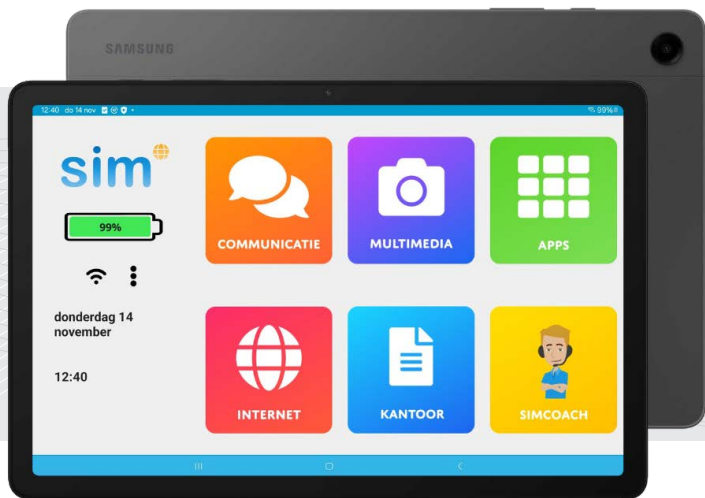 SAMSUNG
12:40 do 14 nov
99%
sim
99%
donderdag 14
november
12:40
COMMUNICATIE
MULTIMEDIA
APPS
INTERNET
KANTOOR
SIMCOACH